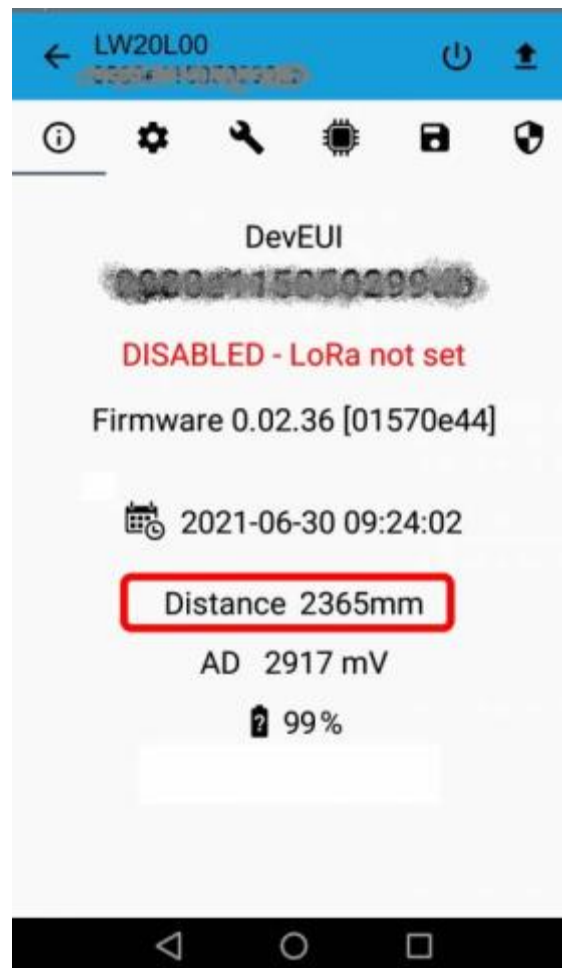 LW20L00
DevEUI
DISABLED - LoRa not set
Firmware 0.02.36 [01570e44]
2021-06-30 09:24:02
Distance 2365mm
AD 2917 mV
99%